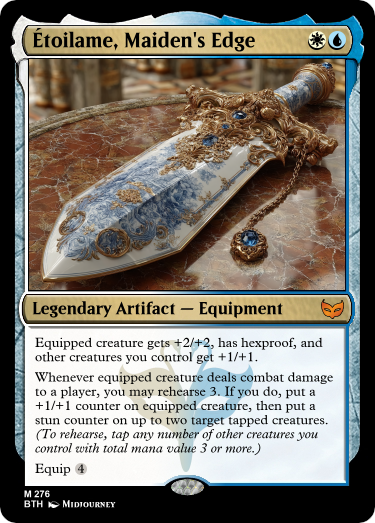 Étoilame, Maiden's Edge
Legendary Artifact — Equipment
Equipped creature gets +2/+2, has hexproof, and
other creatures you control get +1/+1.
Whenever equipped creature deals combat damage
to a player, you may rehearse 3. If you do, put a
+1/+1 counter on equipped creature, then put a
stun counter on up to two target tapped creatures.
(To rehearse, tap any number of other creatures you
control with total mana value 3 or more.)
Equip 4
M 276
BTH Midjourney